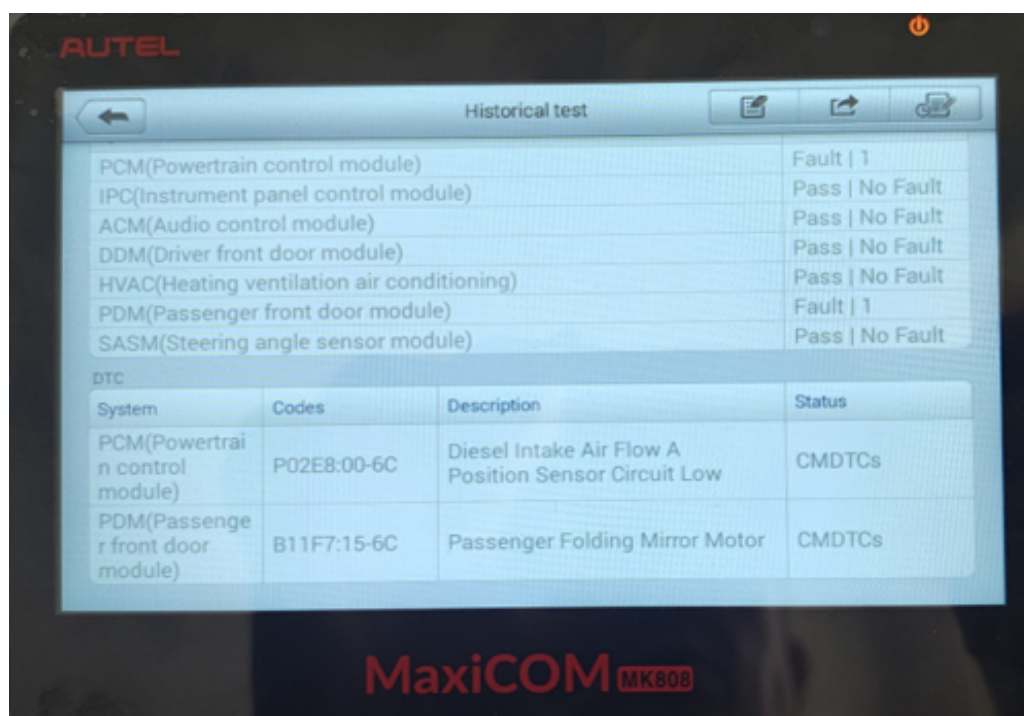 AUTEL
Historical test
PCM(Powertrain control module) Fault | 1
IPC(Instrument panel control module) Pass | No Fault
ACM(Audio control module) Pass | No Fault
DDM(Driver front door module) Pass | No Fault
HVAC(Heating ventilation air conditioning) Pass | No Fault
PDM(Passenger front door module) Fault | 1
SASM(Steering angle sensor module) Pass | No Fault
DTC
System Codes Description Status
PCM(Powertrai
n control
module)
P02E8:00-6C
Diesel Intake Air Flow A
Position Sensor Circuit Low
CMDTCs
PDM(Passenge
r front door
module)
B11F7:15-6C
Passenger Folding Mirror Motor
CMDTCs
MaxiCOM MK808